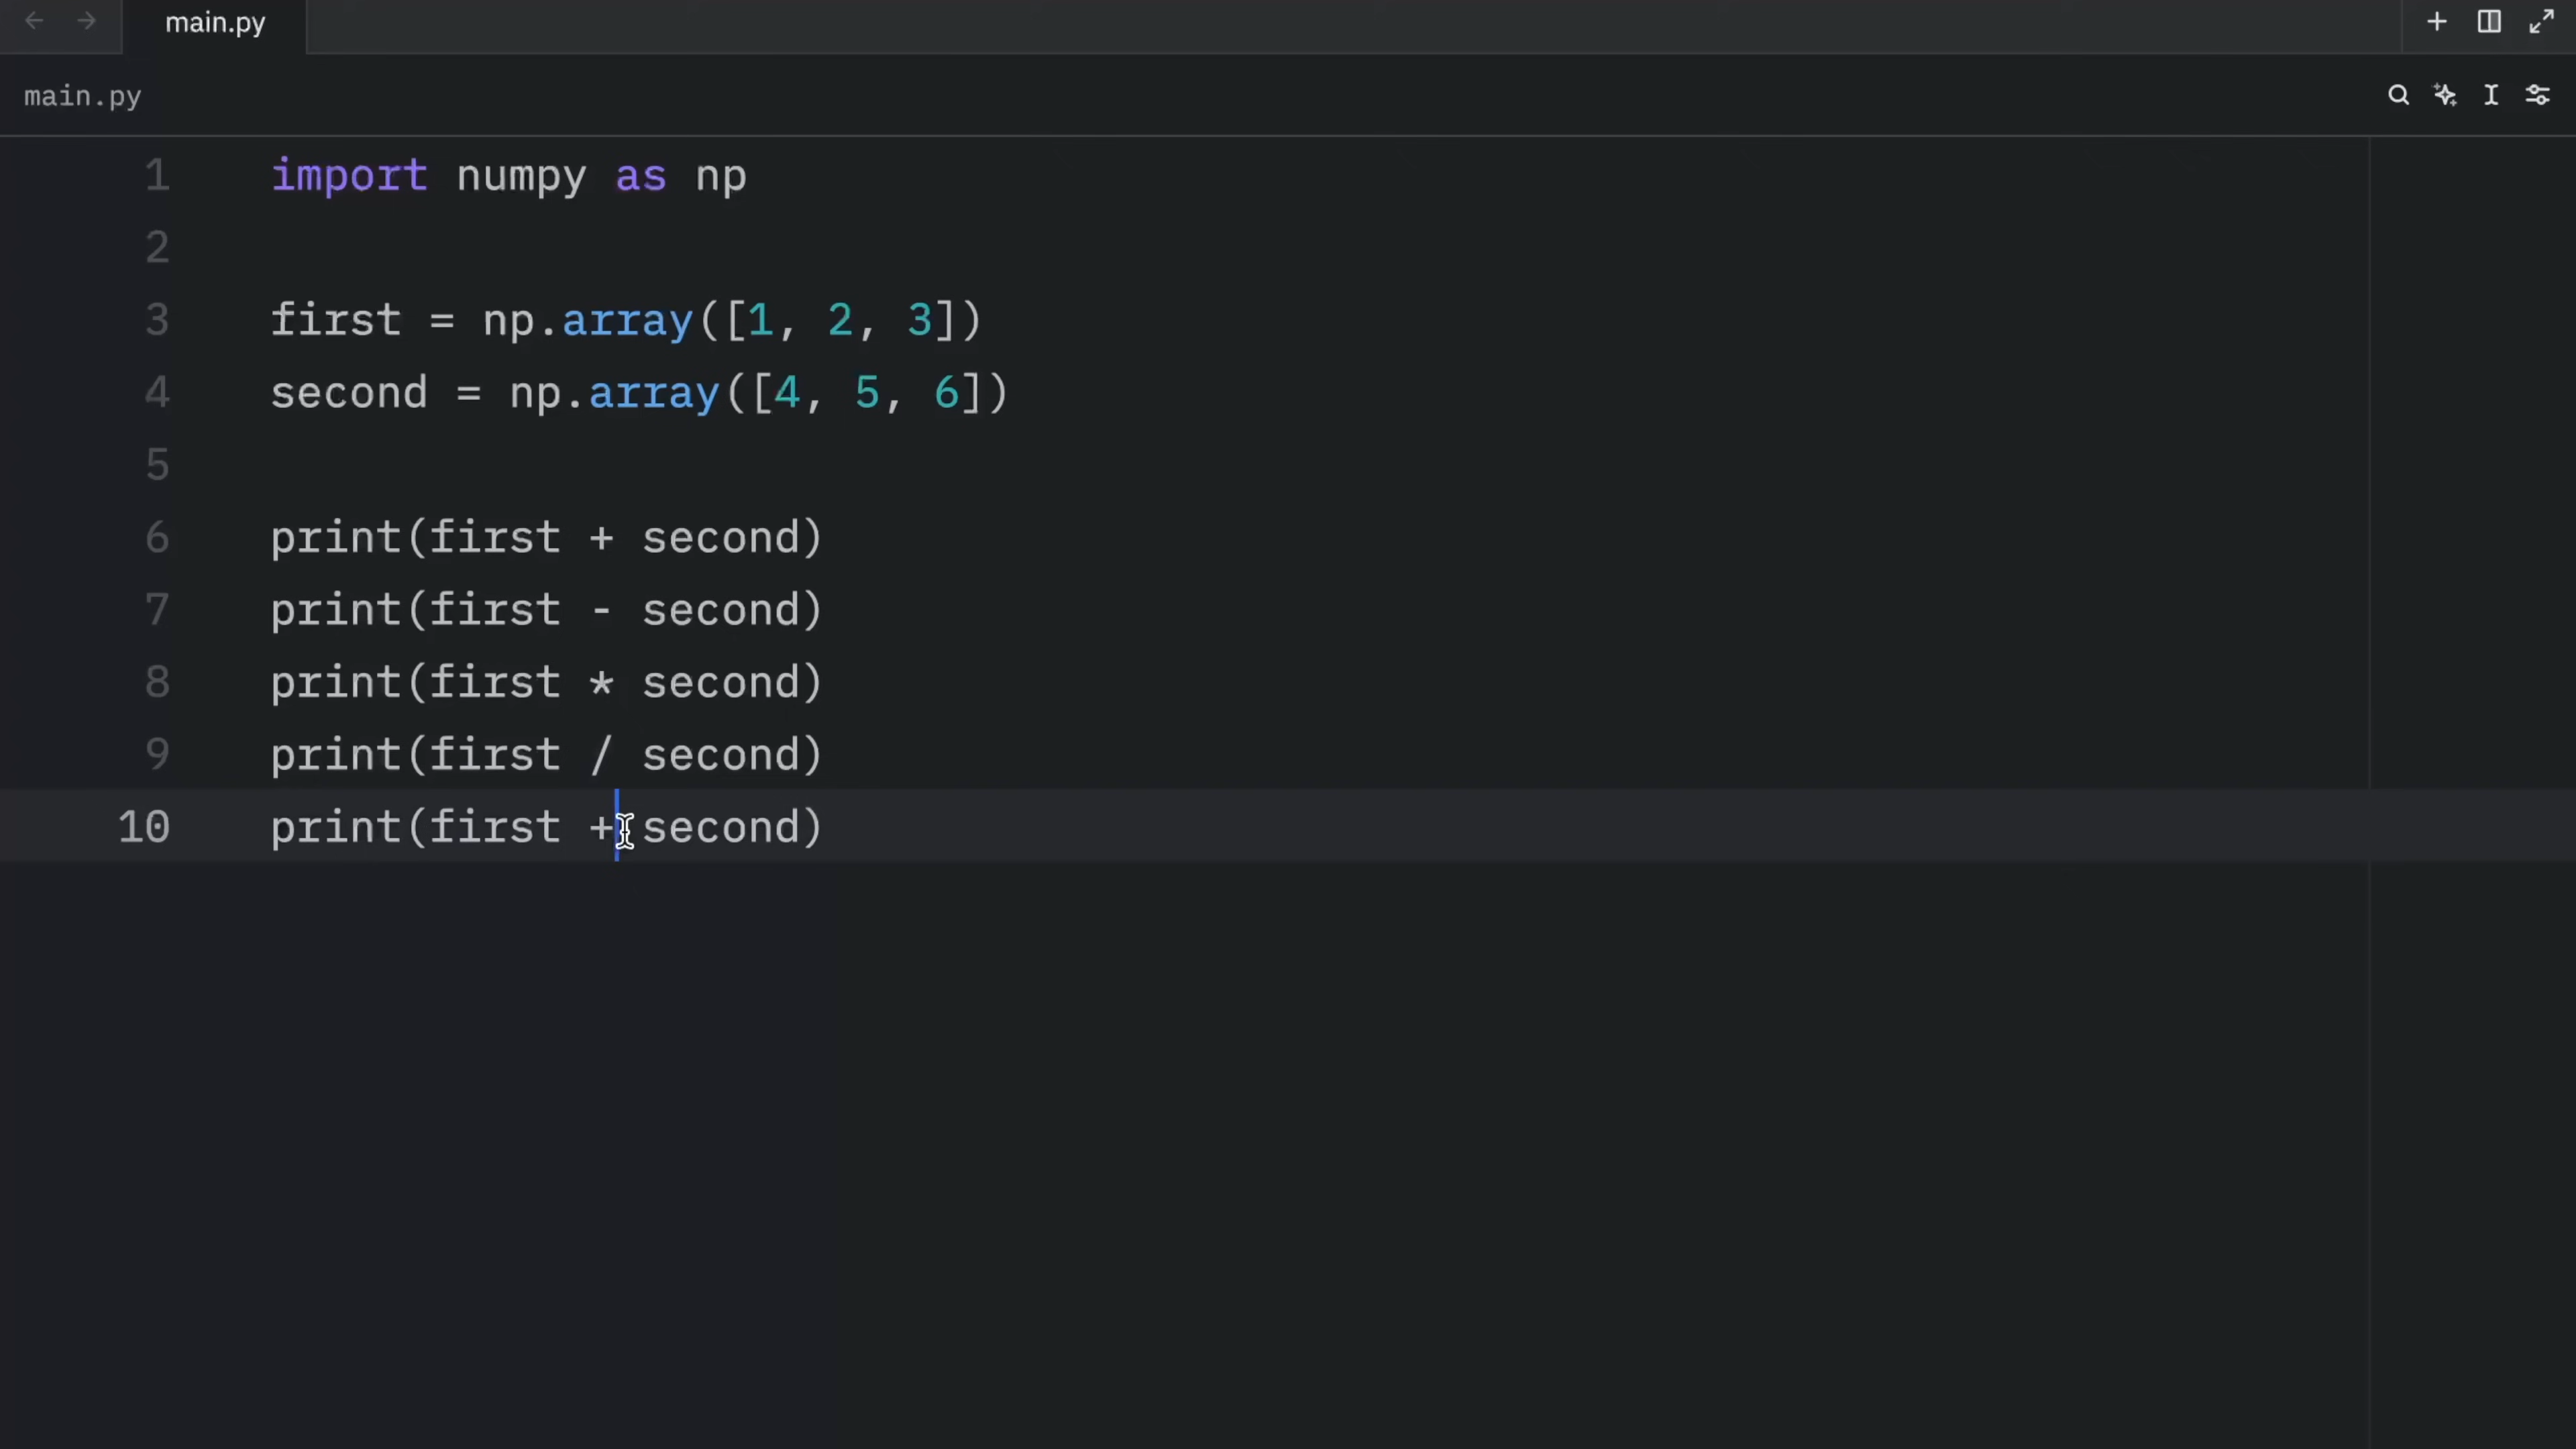 main.py
main.py
1 import numpy as np
2
3 first = np.array([1, 2, 3])
4 second = np.array([4, 5, 6])
5
6 print(first + second)
7 print(first - second)
8 print(first * second)
9 print(first / second)
10 print(first + second)